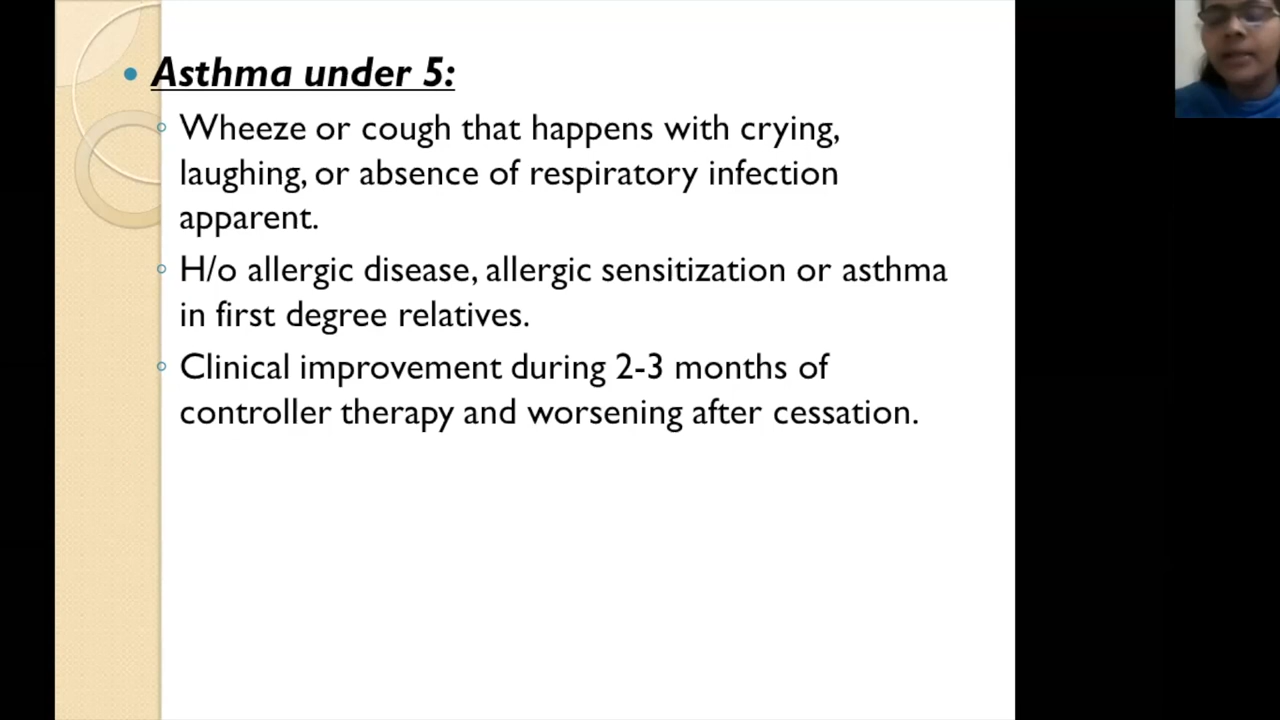 Asthma under 5:
Wheeze or cough that happens with crying,
laughing, or absence of respiratory infection
apparent.
H/o allergic disease, allergic sensitization or asthma
in first degree relatives.
Clinical improvement during 2-3 months of
controller therapy and worsening after cessation.